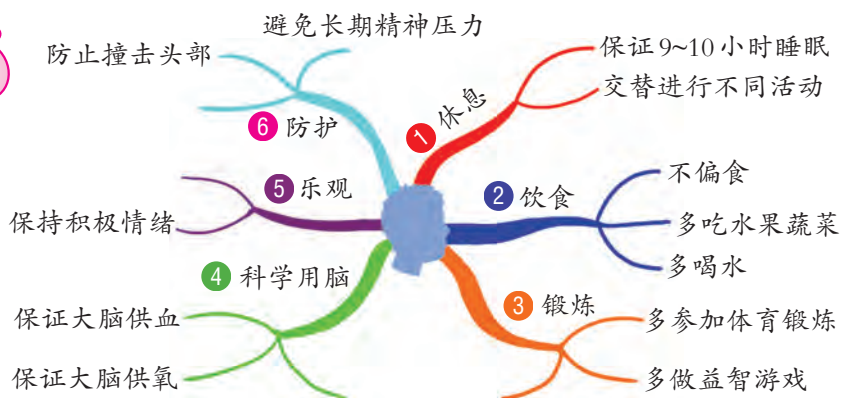 避免长期精神压力
防止撞击头部
6 防护
1 休息
保证9~10小时睡眠
交替进行不同活动
5 乐观
保持积极情绪
2 饮食
不偏食
多吃水果蔬菜
多喝水
4 科学用脑
保证大脑供血
保证大脑供氧
3 锻炼
多参加体育锻炼
多做益智游戏